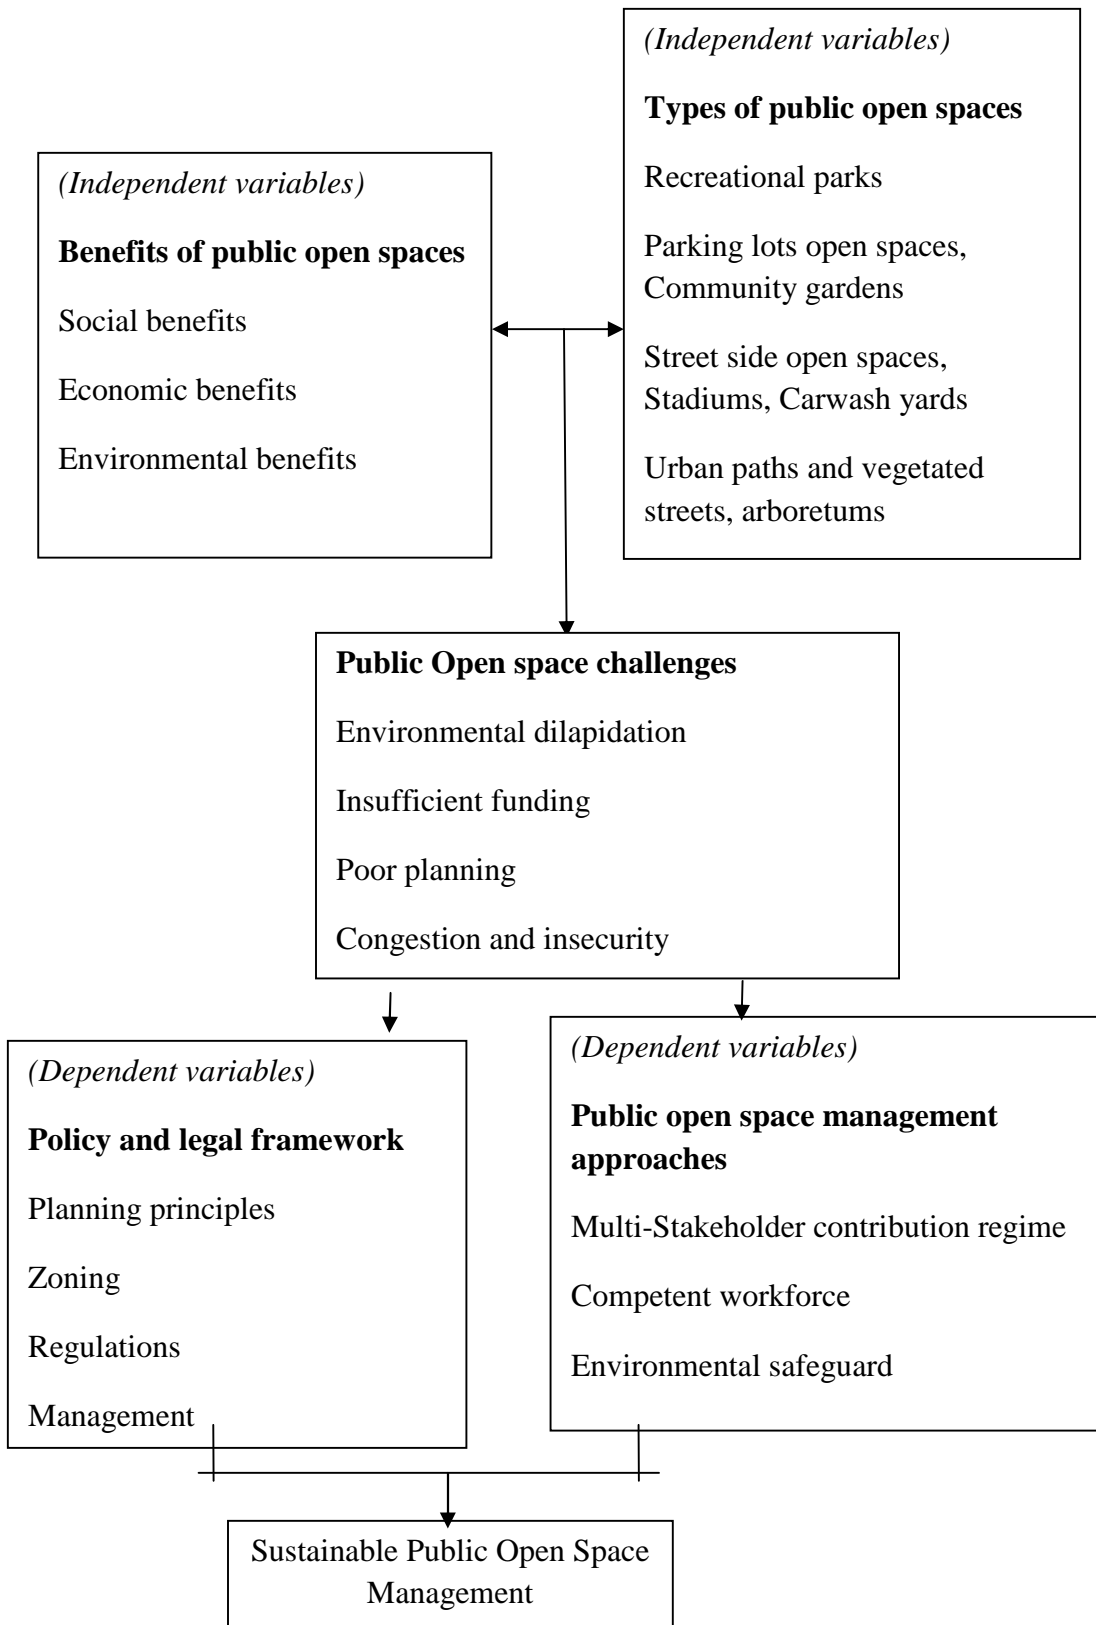 (Independent variables)
Types of public open spaces
Recreational parks
Parking lots open spaces,
Community gardens
Street side open spaces,
Stadiums, Carwash yards
Urban paths and vegetated
streets, arboretums
(Independent variables)
Benefits of public open spaces
Social benefits
Economic benefits
Environmental benefits
Public Open space challenges
Environmental dilapidation
Insufficient funding
Poor planning
Congestion and insecurity
(Dependent variables)
Policy and legal framework
Planning principles
Zoning
Regulations
Management
(Dependent variables)
Public open space management
approaches
Multi-Stakeholder contribution regime
Competent workforce
Environmental safeguard
Sustainable Public Open Space
Management